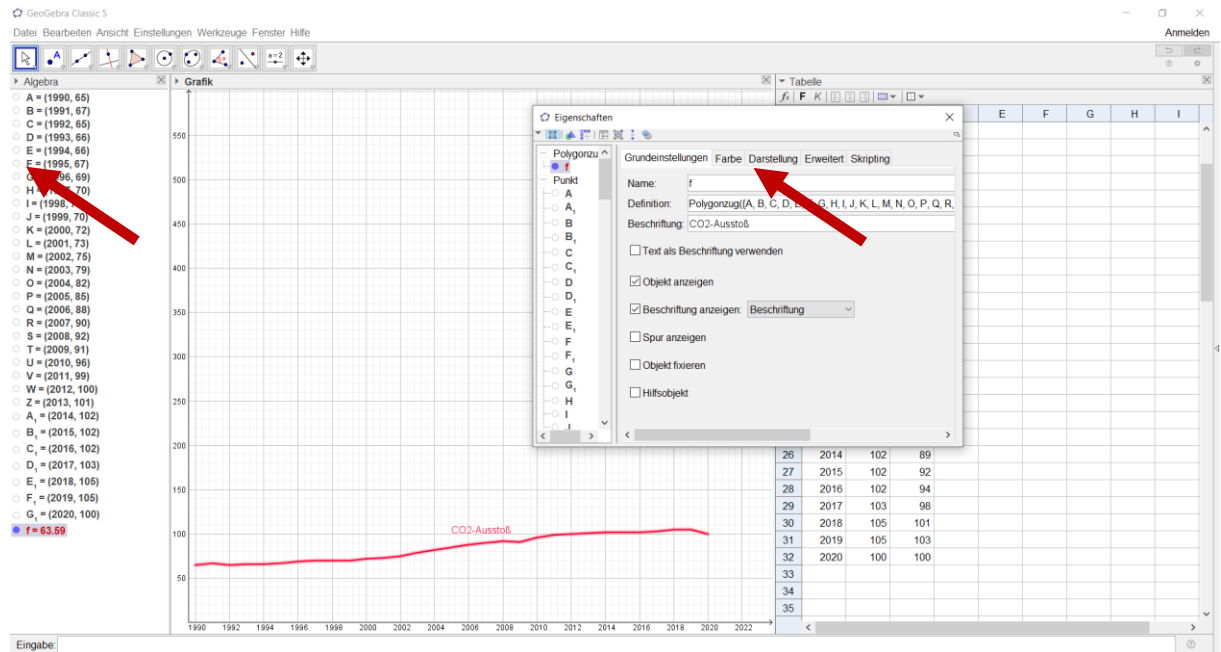 GeoGebra Classic 5
Datei Bearbeiten Ansicht Einstellungen Werkzeuge Fenster Hilfe
Anmelden
Algebra
A = (1990, 65)
B = (1991, 67)
C = (1992, 65)
D = (1993, 66)
E = (1994, 66)
F = (1995, 67)
70)
I = (1998,
J = (1999, 70)
K = (2000, 72)
L = (2001, 73)
M = (2002, 75)
N = (2003, 79)
O = (2004, 82)
P = (2005, 85)
Q = (2006, 88)
R = (2007, 90)
S = (2008, 92)
T = (2009, 91)
U = (2010, 96)
V = (2011, 99)
W = (2012, 100)
Z = (2013, 101)
A₁ = (2014, 102)
B₁ = (2015, 102)
C₁ = (2016, 102)
D₁ = (2017, 103)
E₁ = (2018, 105)
F₁ = (2019, 105)
G₁ = (2020, 100)
f = 63.59
Grafik
550
500
450
400
350
300
250
200
150
100
50
CO2-Ausstoß
1990 1992 1994 1996 1998 2000 2002 2004 2006 2008 2010 2012 2014 2016 2018 2020 2022
Eigenschaften
Polygonzu
f
Punkt
A
A₁
B
B₁
C
C₁
D
D₁
E
E₁
F
F₁
G
G₁
H
I
Grundeinstellungen Farbe Darstellung Erweitert Skripting
Name: f
Definition: Polygonzug({A, B, C, D, G, H, I, J, K, L, M, N, O, P, Q, R,
Beschriftung: CO2-Ausstoß
Text als Beschriftung verwenden
Objekt anzeigen
Beschriftung anzeigen: Beschriftung
Spur anzeigen
Objekt fixieren
Hilfsobjekt
Tabelle
fx F K
E F G H I
26 2014 102 89
27 2015 102 92
28 2016 102 94
29 2017 103 98
30 2018 105 101
31 2019 105 103
32 2020 100 100
33
34
35
Eingabe: